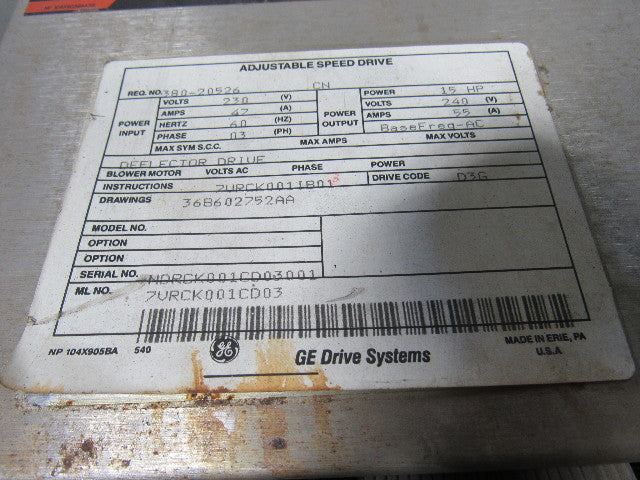 ADJUSTABLE SPEED DRIVE
REQ. NO. 380-20526 CN
POWER INPUT
VOLTS 230 (V)
AMPS 42 (A)
HERTZ 60 (HZ)
PHASE 03 (PH)
MAX SYM S.C.C.
POWER OUTPUT
POWER 15 HP
VOLTS 240 (V)
AMPS 55 (A)
BaseFreq-AC
MAX AMPS MAX VOLTS
DEFLECTOR DRIVE
BLOWER MOTOR VOLTS AC PHASE POWER
INSTRUCTIONS 7VRCK001IB01 DRIVE CODE D3G
DRAWINGS 36B602752AA
MODEL NO.
OPTION
OPTION
SERIAL NO. MDRCK001CD03001
ML NO. 7VRCK001CD03
NP 104X905BA 540 GE GE Drive Systems MADE IN ERIE, PA
U.S.A